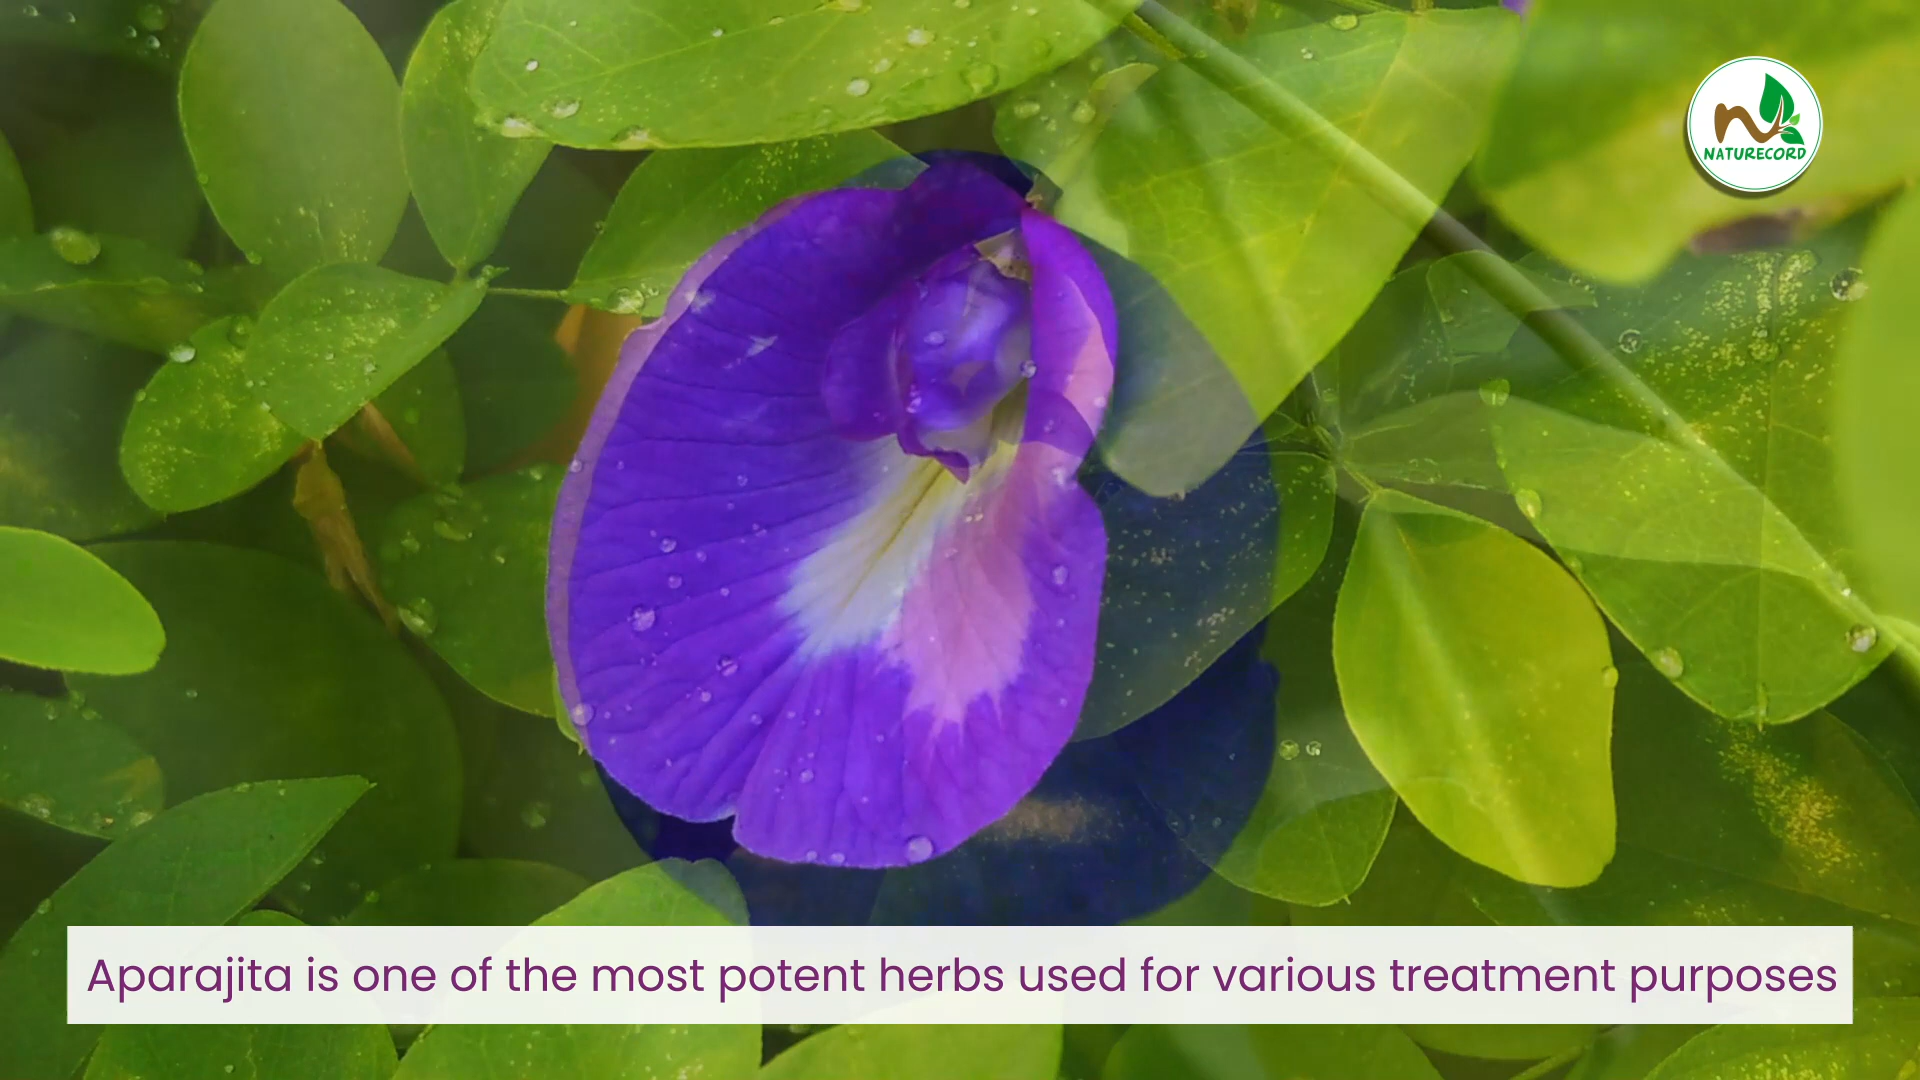 NATURECORD
Aparajita is one of the most potent herbs used for various treatment purposes